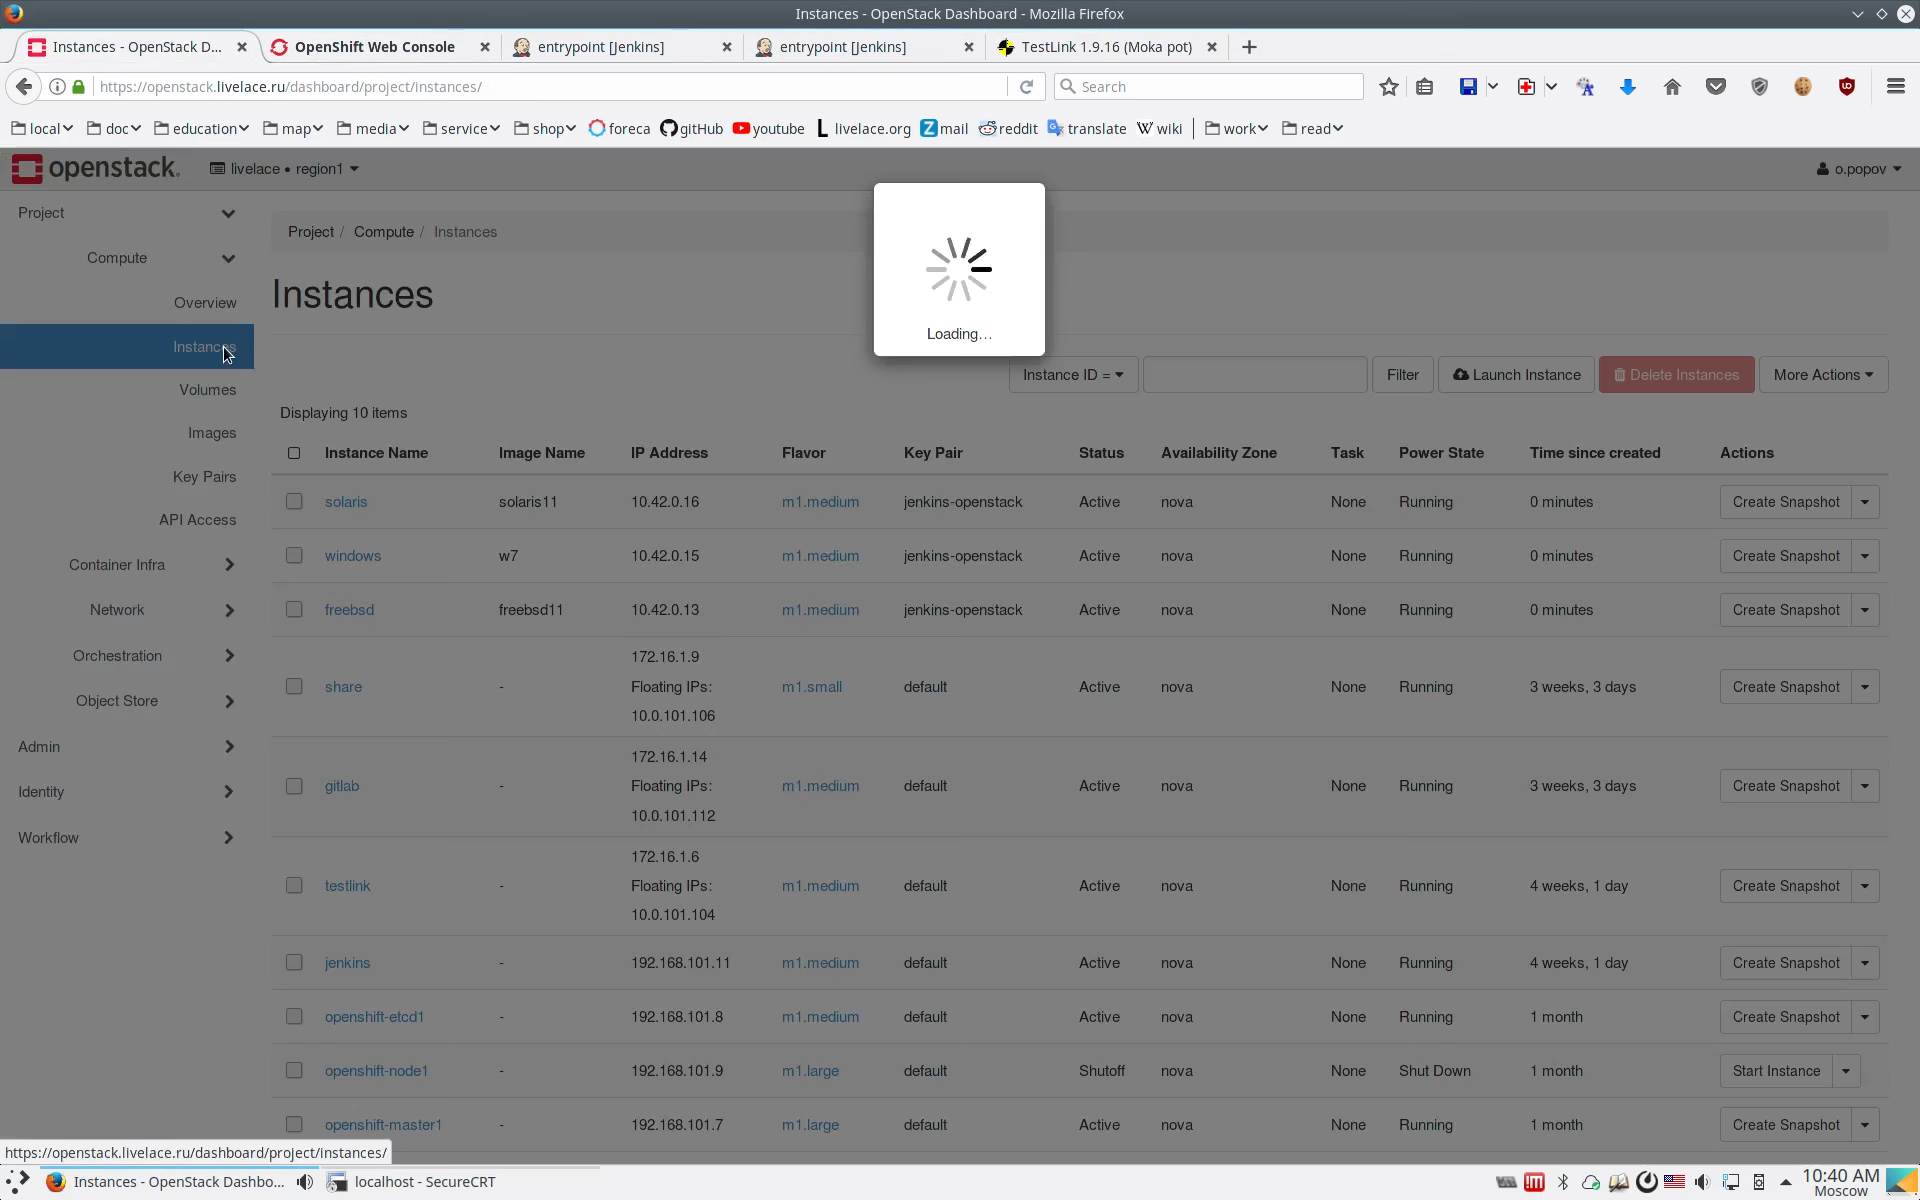 Instances - OpenStack Dashboard - Mozilla Firefox
Instances - OpenStack D...
OpenShift Web Console
entrypoint [Jenkins]
entrypoint [Jenkins]
TestLink 1.9.16 (Moka pot)
https://openstack.livelace.ru/dashboard/project/instances/
Search
local doc education map media service shop foreca gitHub youtube livelace.org mail reddit translate wiki work read
openstack. livelace • region1 o.popov
Project
Compute
Overview
Instances
Volumes
Images
Key Pairs
API Access
Container Infra
Network
Orchestration
Object Store
Admin
Identity
Workflow
Project / Compute / Instances
Instances
Loading...
Instance ID = Filter Launch Instance Delete Instances More Actions
Displaying 10 items
Instance Name Image Name IP Address Flavor Key Pair Status Availability Zone Task Power State Time since created Actions
solaris solaris11 10.42.0.16 m1.medium jenkins-openstack Active nova None Running 0 minutes Create Snapshot
windows w7 10.42.0.15 m1.medium jenkins-openstack Active nova None Running 0 minutes Create Snapshot
freebsd freebsd11 10.42.0.13 m1.medium jenkins-openstack Active nova None Running 0 minutes Create Snapshot
172.16.1.9
share - Floating IPs: m1.small default Active nova None Running 3 weeks, 3 days Create Snapshot
10.0.101.106
172.16.1.14
gitlab - Floating IPs: m1.medium default Active nova None Running 3 weeks, 3 days Create Snapshot
10.0.101.112
172.16.1.6
testlink - Floating IPs: m1.medium default Active nova None Running 4 weeks, 1 day Create Snapshot
10.0.101.104
jenkins - 192.168.101.11 m1.medium default Active nova None Running 4 weeks, 1 day Create Snapshot
openshift-etcd1 - 192.168.101.8 m1.medium default Active nova None Running 1 month Create Snapshot
openshift-node1 - 192.168.101.9 m1.large default Shutoff nova None Shut Down 1 month Start Instance
openshift-master1 - 192.168.101.7 m1.large default Active nova None Running 1 month Create Snapshot
https://openstack.livelace.ru/dashboard/project/instances/
Instances - OpenStack Dashbo...
localhost - SecureCRT
10:40 AM
Moscow